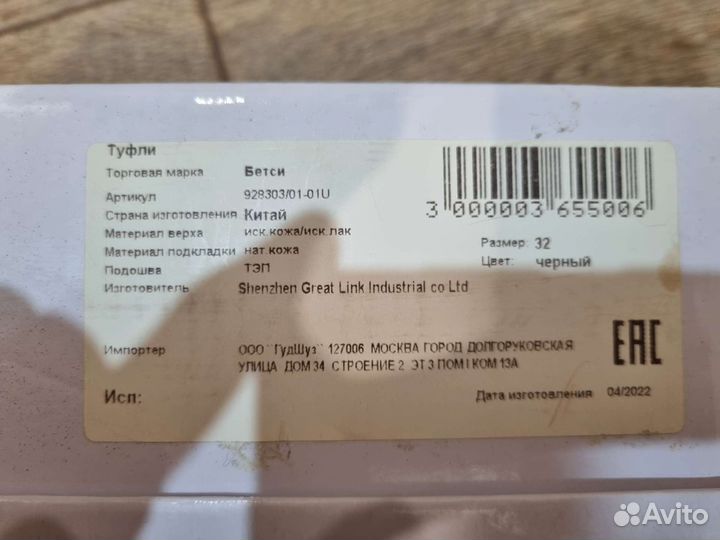 Туфли
Торговая марка Бетси
Артикул 928303/01-01U
Страна изготовления Китай
Материал верха иск.кожа/иск.лак
Материал подкладки нат.кожа
Подошва ТЭП
Изготовитель Shenzhen Great Link Industrial co Ltd
3 000003 655006
Размер: 32
Цвет: черный
Импортер ООО ``ГудШуз`` 127006 МОСКВА ГОРОД ДОЛГОРУКОВСКАЯ
УЛИЦА ДОМ 34 СТРОЕНИЕ 2 ЭТ 3 ПОМ I КОМ 13А
EAC
Исп:
Дата изготовления 04/2022
Avito